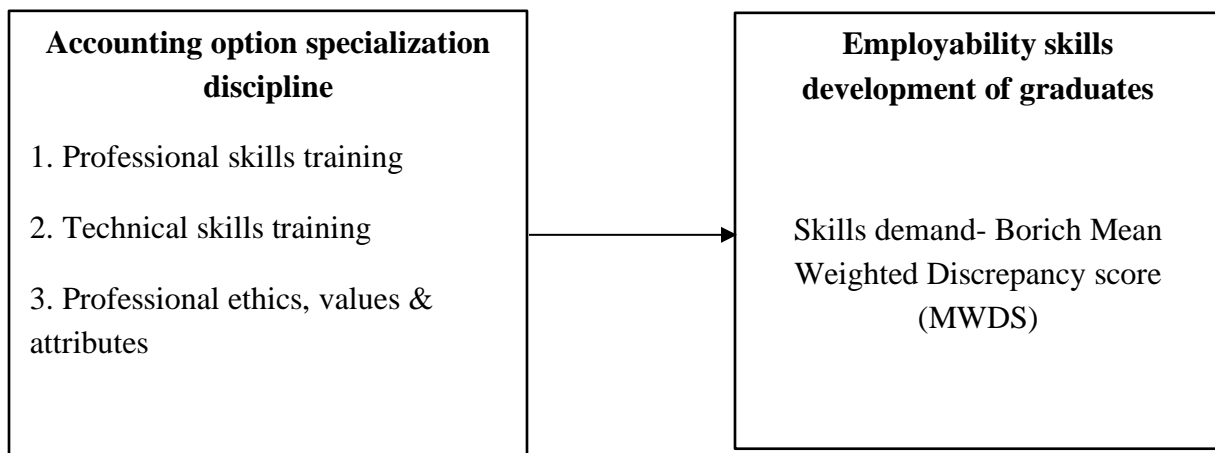 Accounting option specialization
discipline
1. Professional skills training
2. Technical skills training
3. Professional ethics, values &
attributes
Employability skills
development of graduates
Skills demand- Borich Mean
Weighted Discrepancy score
(MWDS)